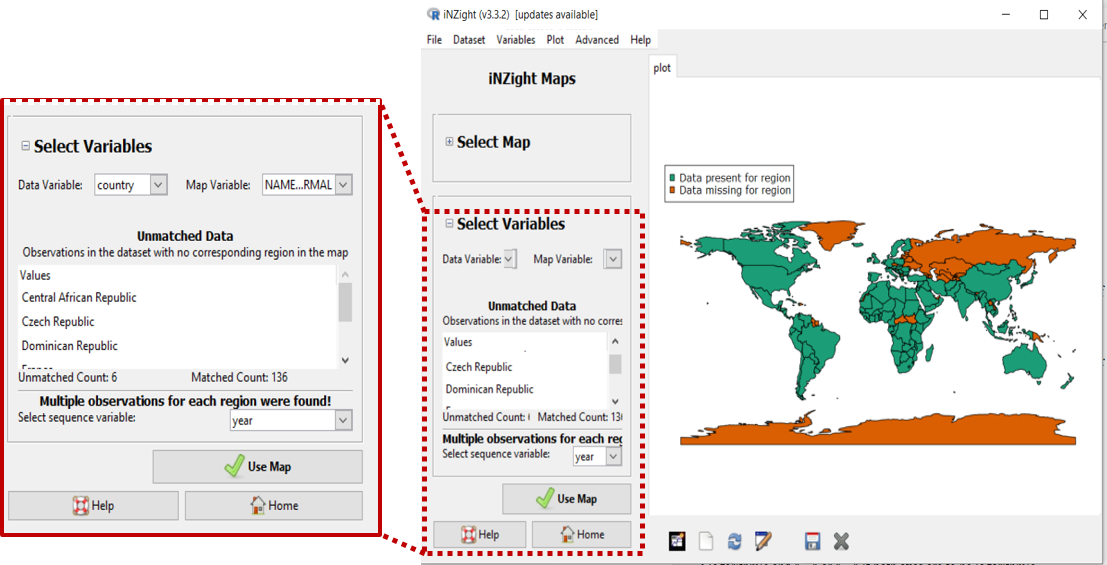 iNZight (v3.3.2) [updates available]
File Dataset Variables Plot Advanced Help
iNZight Maps
plot
Select Map
Data present for region
Data missing for region
Select Variables
Data Variable: country Map Variable: NAME...RMAL
Unmatched Data
Observations in the dataset with no corresponding region in the map
Values
Central African Republic
Czech Republic
Dominican Republic
Unmatched Count: 6 Matched Count: 136
Multiple observations for each region were found!
Select sequence variable: year
Use Map
Help Home
Select Variables
Data Variable: Map Variable:
Unmatched Data
Observations in the dataset with no corres
Values
Czech Republic
Dominican Republic
Unmatched Count: Matched Count: 13
Multiple observations for each reg
Select sequence variable: year
Use Map
Help Home